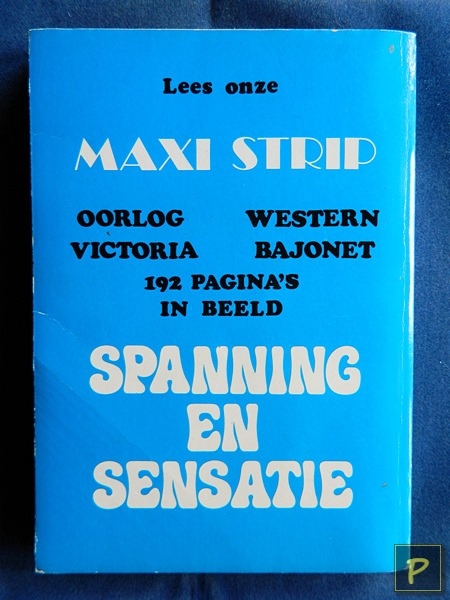 Lees onze
MAXI STRIP
OORLOG WESTERN
VICTORIA BAJONET
192 PAGINA'S
IN BEELD
SPANNING
EN
SENSATIE
P